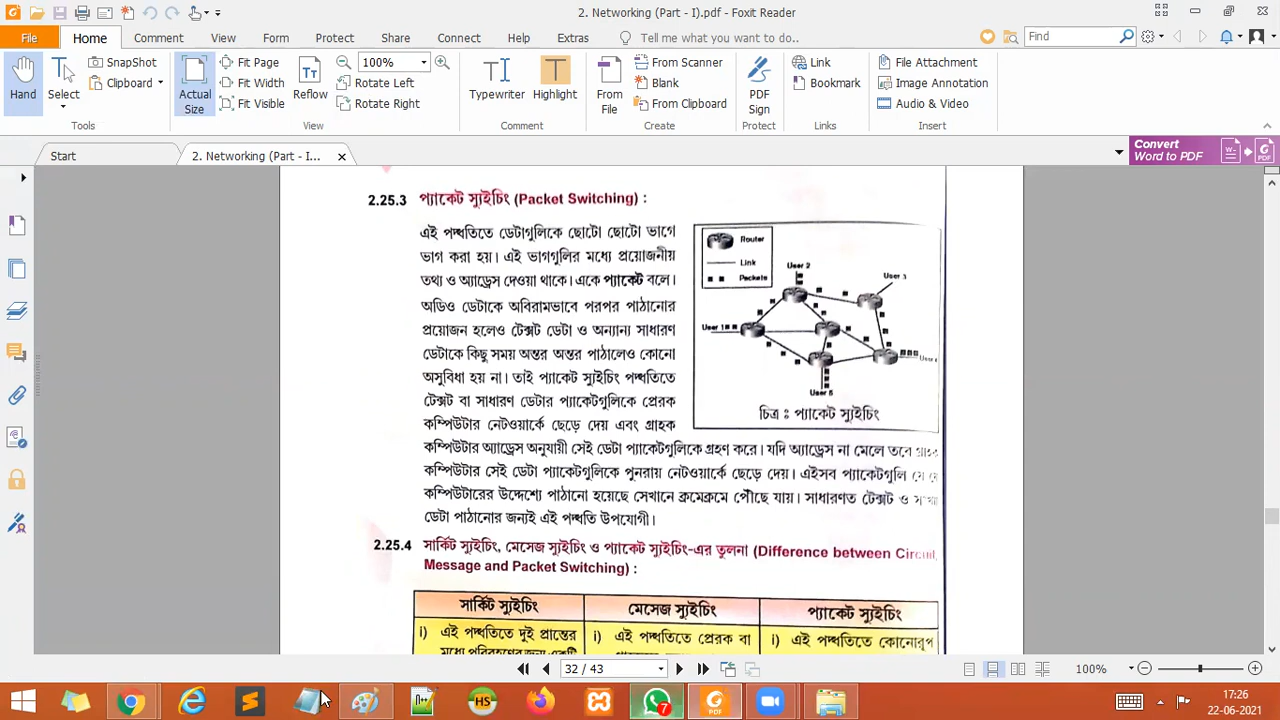 2. Networking (Part - I).pdf - Foxit Reader
File
Home
Comment
View
Form
Protect
Share
Connect
Help
Extras
Tell me what you want to do...
Find
Hand
Select
SnapShot
Clipboard
Actual Size
Fit Page
Fit Width
Fit Visible
Reflow
100%
Rotate Left
Rotate Right
Typewriter
Highlight
From File
From Scanner
Blank
From Clipboard
PDF Sign
Link
Bookmark
File Attachment
Image Annotation
Audio & Video
Tools
View
Comment
Create
Protect
Links
Insert
Start
2. Networking (Part - I...
Convert
Word to PDF
2.25.3 প্যাকেট স্যুইচিং (Packet Switching) :
এই পদ্ধতিতে ডেটাগুলিকে ছোটো ছোটো ভাগে
ভাগ করা হয়। এই ভাগগুলির মধ্যে প্রয়োজনীয়
তথ্য ও অ্যাড্রেস দেওয়া থাকে। একে প্যাকেট বলে।
অডিও ডেটাকে অবিরামভাবে পরপর পাঠানোর
প্রয়োজন হলেও টেক্সট ডেটা ও অন্যান্য সাধারণ
ডেটাকে কিছু সময় অন্তর অন্তর পাঠালেও কোনো
অসুবিধা হয় না। তাই প্যাকেট স্যুইচিং পদ্ধতিতে
টেক্সট বা সাধারণ ডেটার প্যাকেটগুলিকে প্রেরক
কম্পিউটার নেটওয়ার্কে ছেড়ে দেয় এবং গ্রাহক
কম্পিউটার অ্যাড্রেস অনুযায়ী সেই ডেটা প্যাকেটগুলিকে গ্রহণ করে। যদি অ্যাড্রেস না মেলে তবে
কম্পিউটার সেই ডেটা প্যাকেটগুলিকে পুনরায় নেটওয়ার্কে ছেড়ে দেয়। এইসব প্যাকেটগুলি যে
কম্পিউটারের উদ্দেশ্যে পাঠানো হয়েছে সেখানে ক্রমেক্রমে পৌঁছে যায়। সাধারণত টেক্সট ও
ডেটা পাঠানোর জন্যই এই পদ্ধতি উপযোগী।
Router
Link
Packets
User 2
User 3
User 1
User 5
চিত্র ঃ প্যাকেট স্যুইচিং
2.25.4 সার্কিট স্যুইচিং, মেসেজ স্যুইচিং ও প্যাকেট স্যুইচিং-এর তুলনা (Difference between Circuit,
Message and Packet Switching) :
সার্কিট স্যুইচিং
মেসেজ স্যুইচিং
প্যাকেট স্যুইচিং
i) এই পদ্ধতিতে দুই প্রান্তের
i) এই পদ্ধতিতে প্রেরক বা
i) এই পদ্ধতিতে কোনোরূপ
32 / 43
100%
17:26
22-06-2021
7